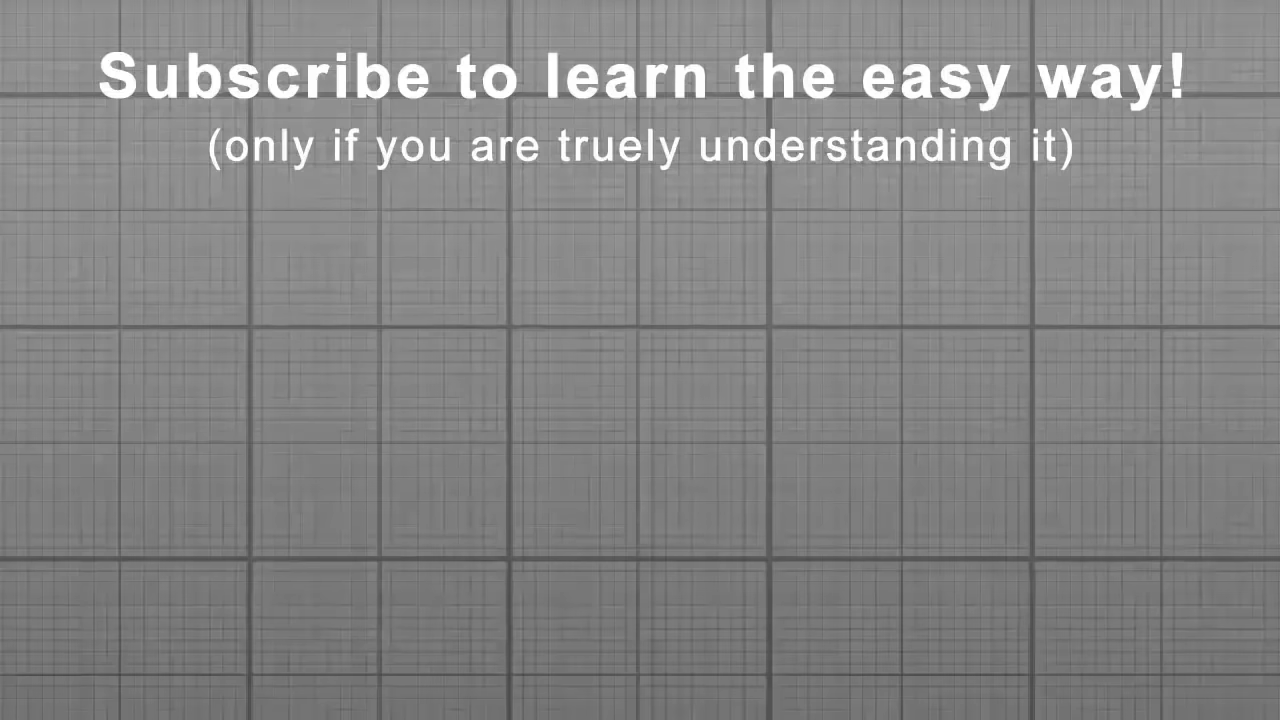 Subscribe to learn the easy way!
(only if you are truely understanding it)